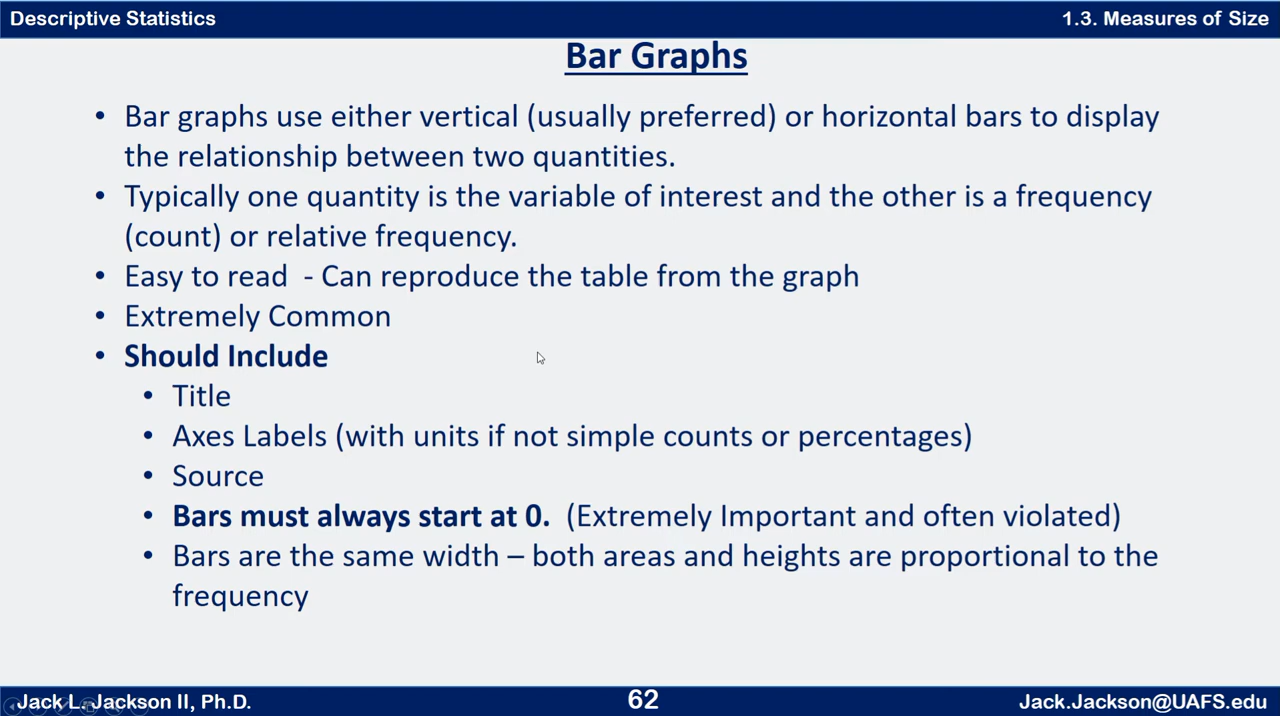 Descriptive Statistics
1.3. Measures of Size
Bar Graphs
• Bar graphs use either vertical (usually preferred) or horizontal bars to display
the relationship between two quantities.
• Typically one quantity is the variable of interest and the other is a frequency
(count) or relative frequency.
• Easy to read - Can reproduce the table from the graph
• Extremely Common
• Should Include
• Title
• Axes Labels (with units if not simple counts or percentages)
• Source
• Bars must always start at 0. (Extremely Important and often violated)
• Bars are the same width – both areas and heights are proportional to the
frequency
Jack L. Jackson II, Ph.D.
62
Jack.Jackson@UAFS.edu